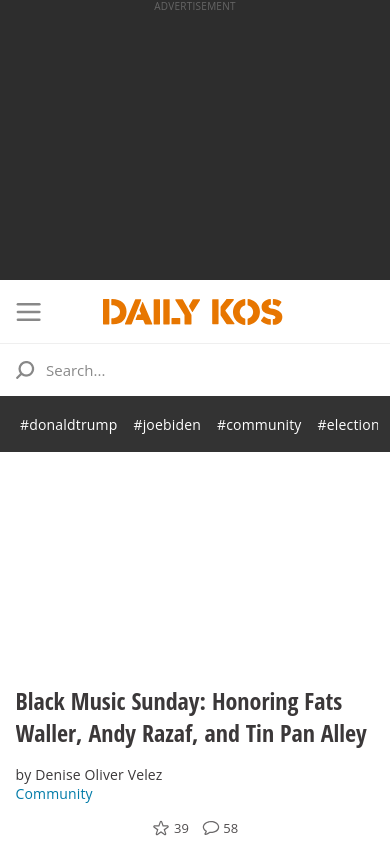 ADVERTISEMENT
DAILY KOS
Search...
#donaldtrump #joebiden #community #election
Black Music Sunday: Honoring Fats
Waller, Andy Razaf, and Tin Pan Alley
by Denise Oliver Velez
Community
39 58